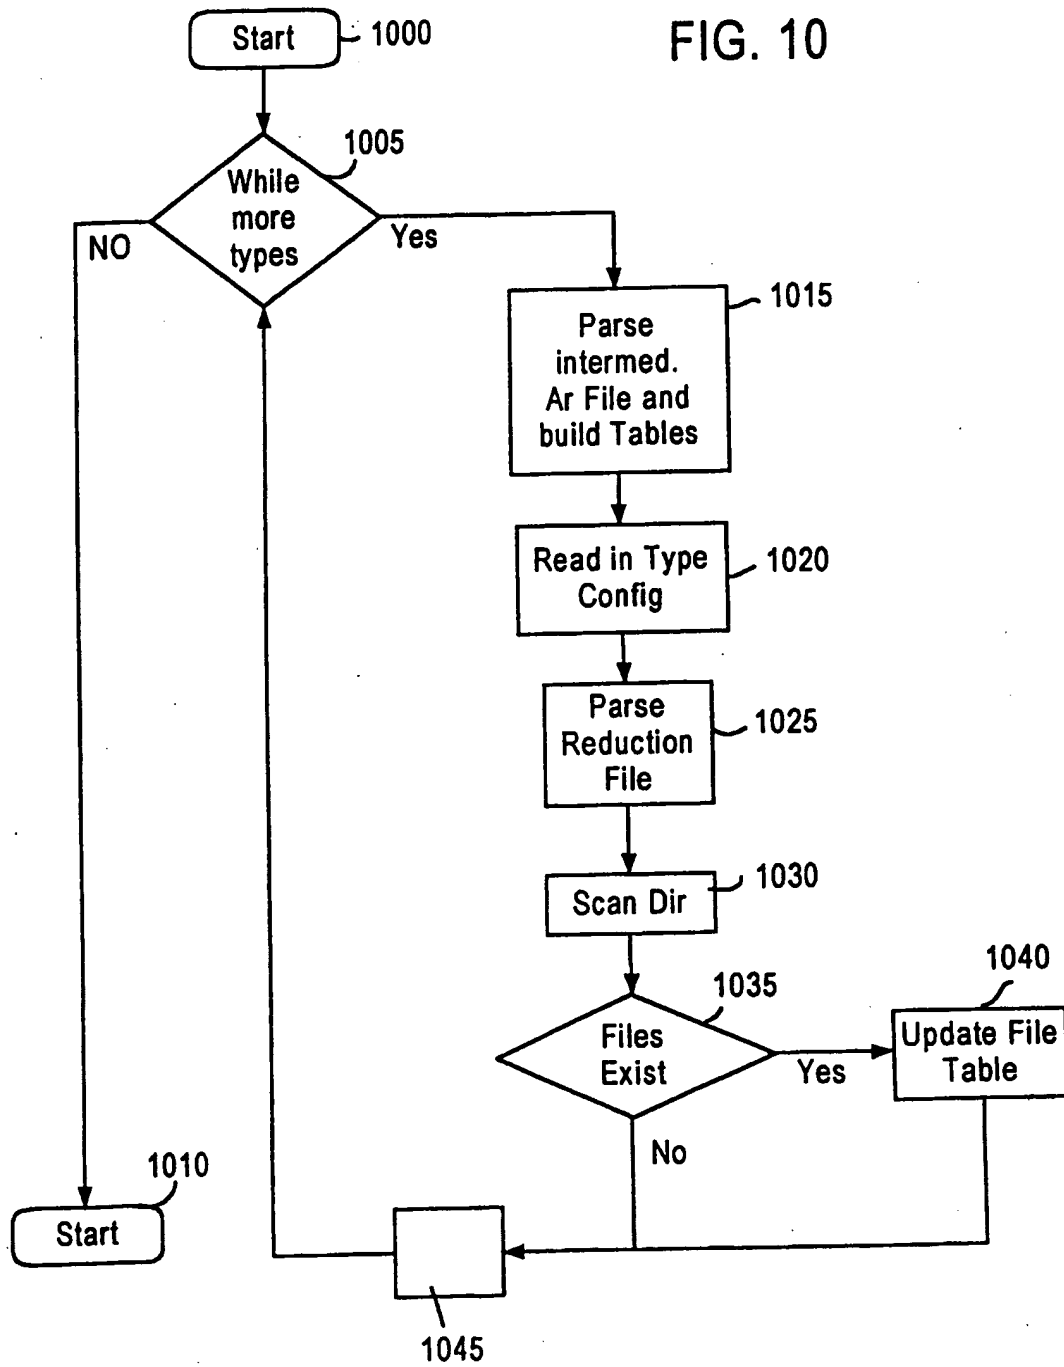 FIG. 10
Start
1000
While
more
types
1005
NO
Yes
Parse
intermed.
Ar File and
build Tables
1015
Read in Type
Config
1020
Parse
Reduction
File
1025
Scan Dir
1030
Files
Exist
1035
Yes
No
Update File
Table
1040
Start
1010
1045